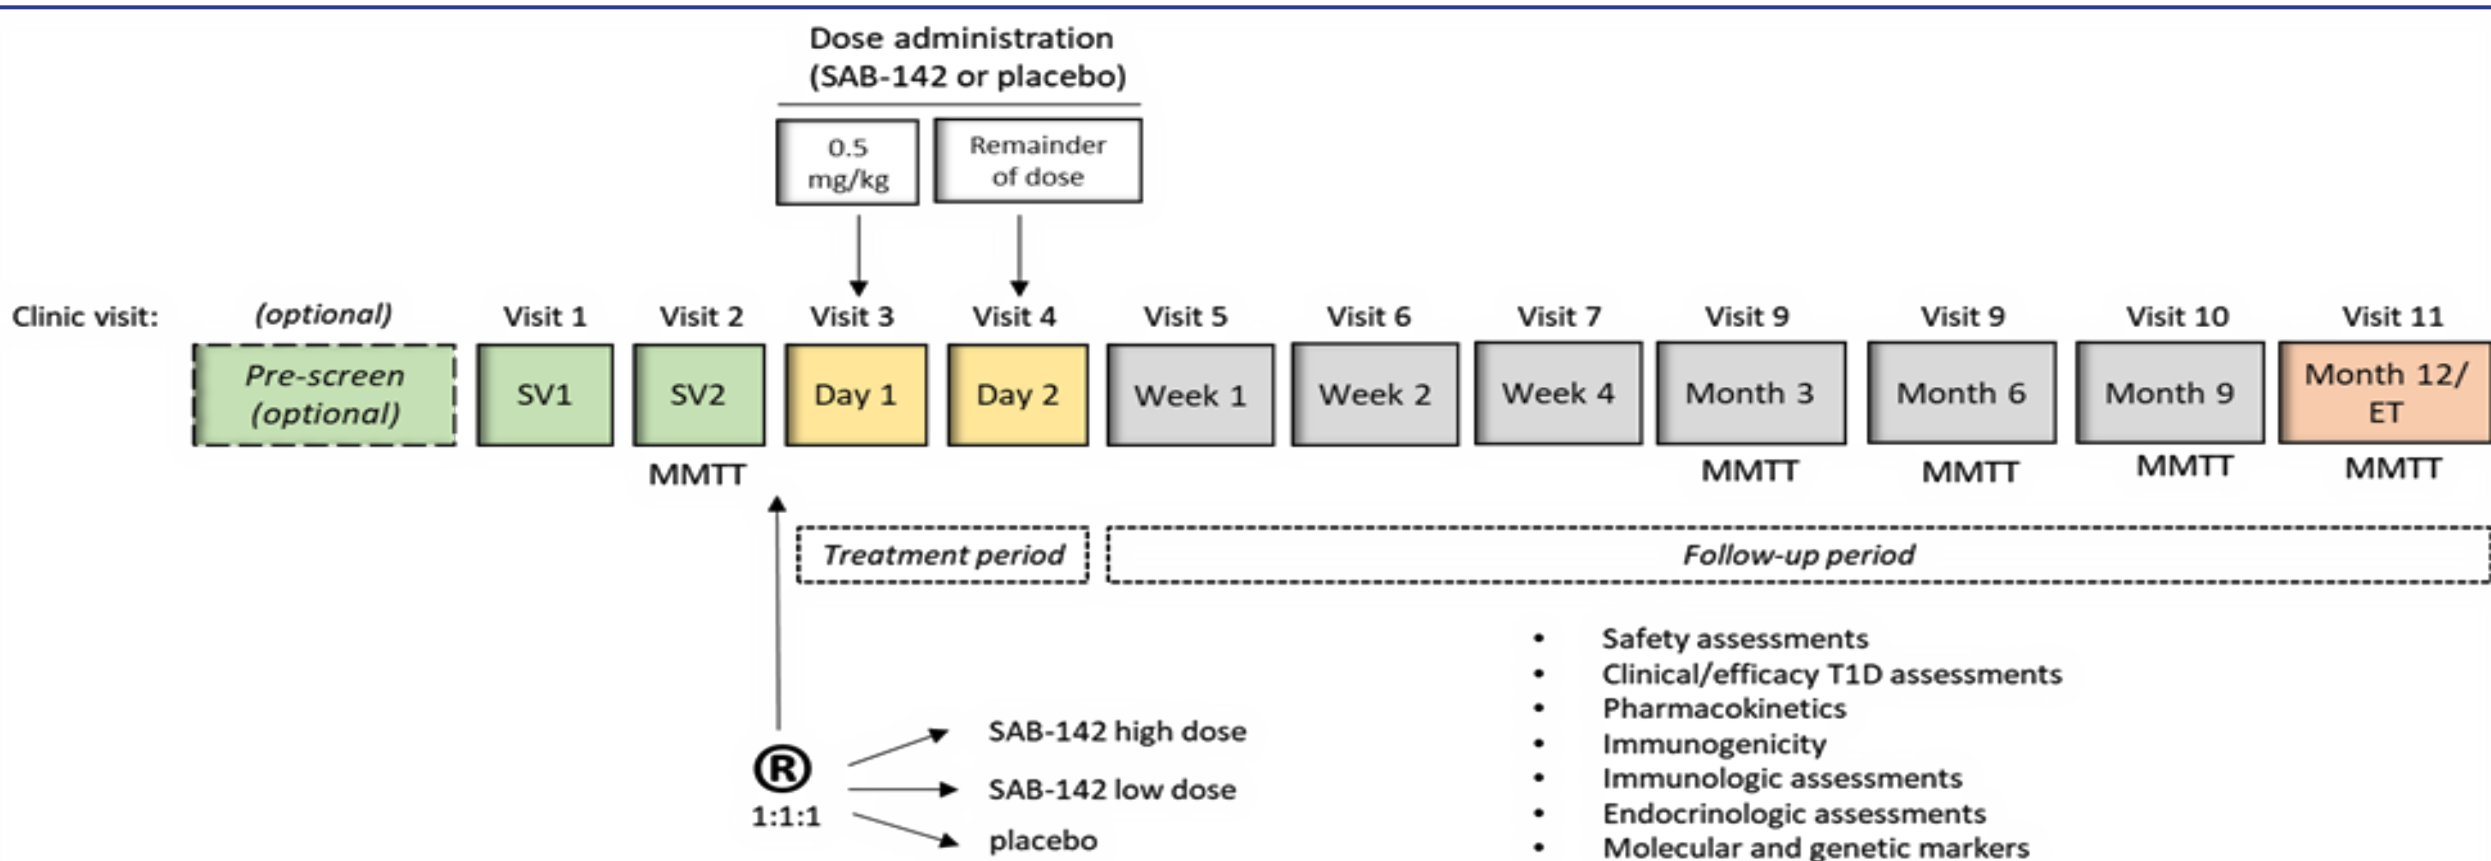 Dose administration
(SAB-142 or placebo)
0.5
mg/kg
Remainder
of dose
Clinic visit:
(optional)
Visit 1
Visit 2
Visit 3
Visit 4
Visit 5
Visit 6
Visit 7
Visit 9
Visit 9
Visit 10
Visit 11
Pre-screen
(optional)
SV1
SV2
Day 1
Day 2
Week 1
Week 2
Week 4
Month 3
Month 6
Month 9
Month 12/
ET
MMTT
MMTT
MMTT
MMTT
MMTT
Treatment period
Follow-up period
R
1:1:1
SAB-142 high dose
SAB-142 low dose
placebo
• Safety assessments
• Clinical/efficacy T1D assessments
• Pharmacokinetics
• Immunogenicity
• Immunologic assessments
• Endocrinologic assessments
• Molecular and genetic markers